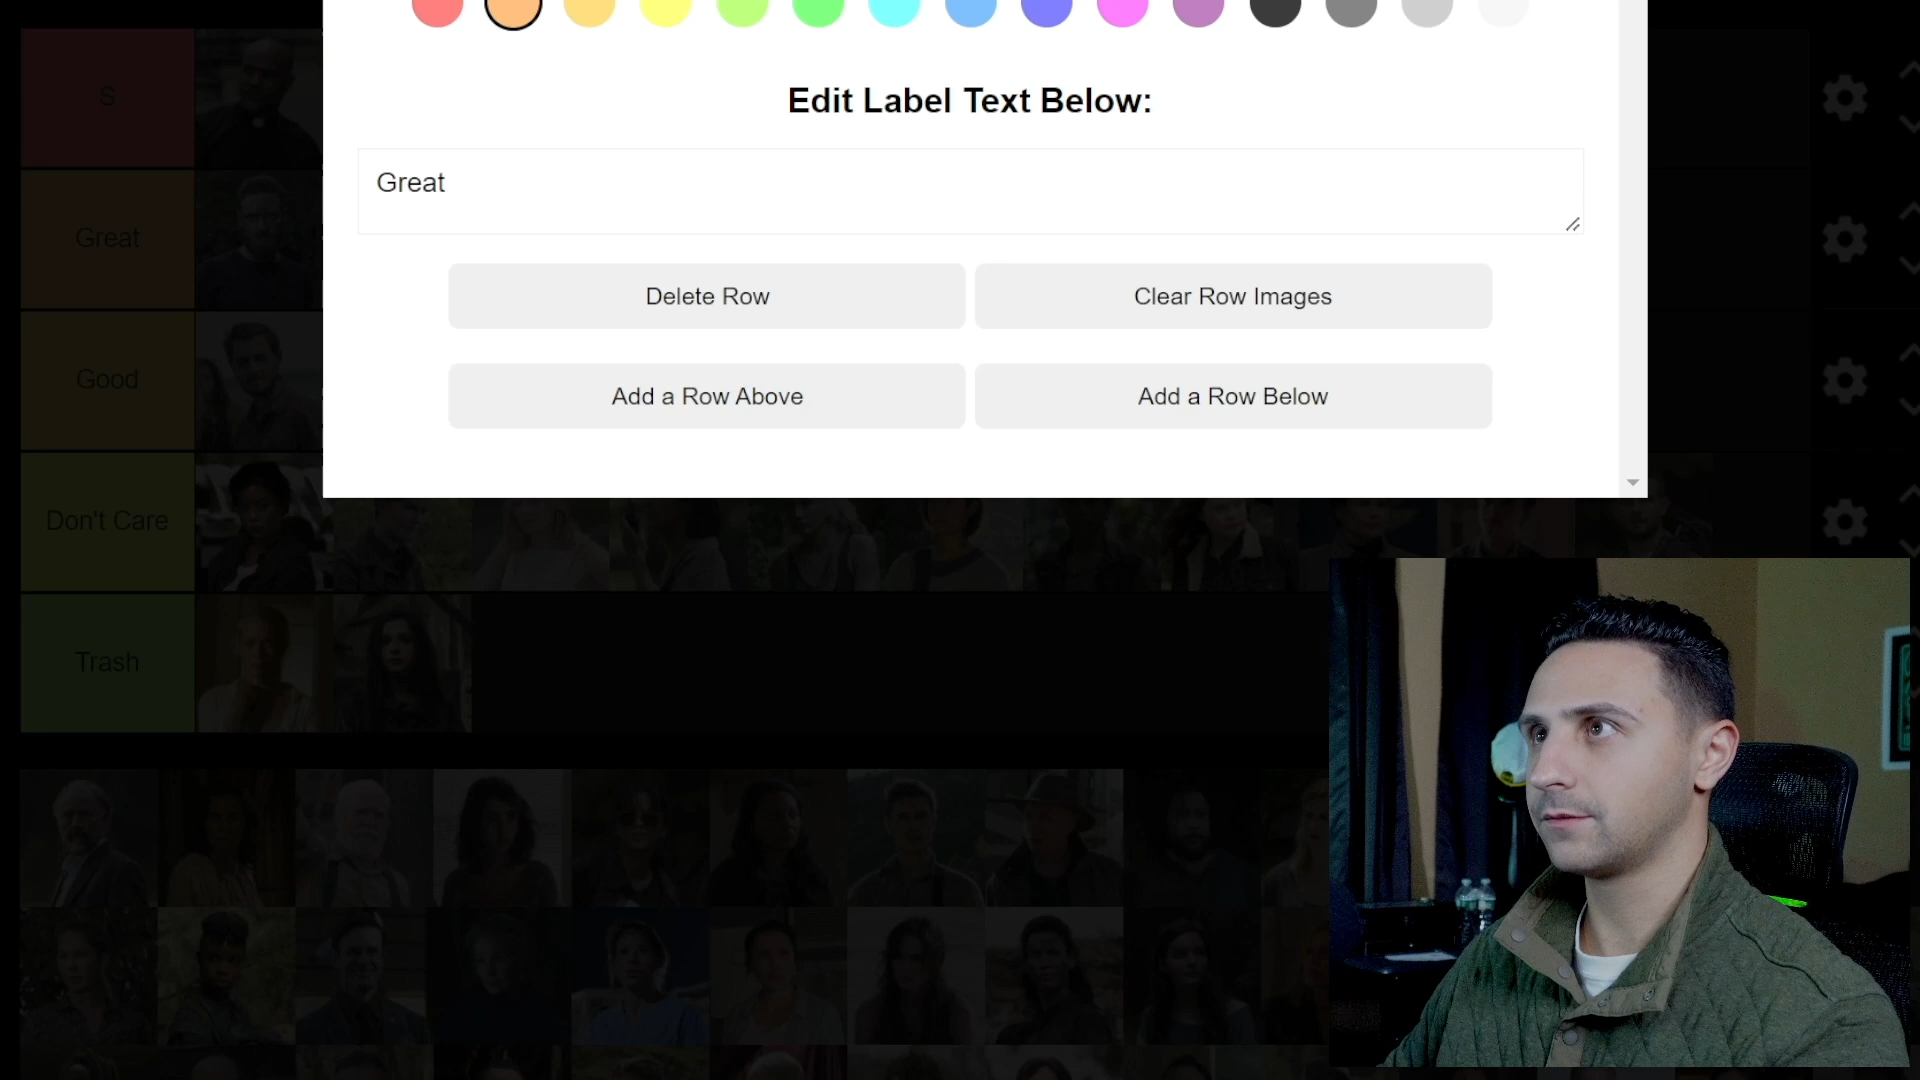 Edit Label Text Below:
Great
Delete Row
Clear Row Images
Add a Row Above
Add a Row Below
S
Great
Good
Don't Care
Trash